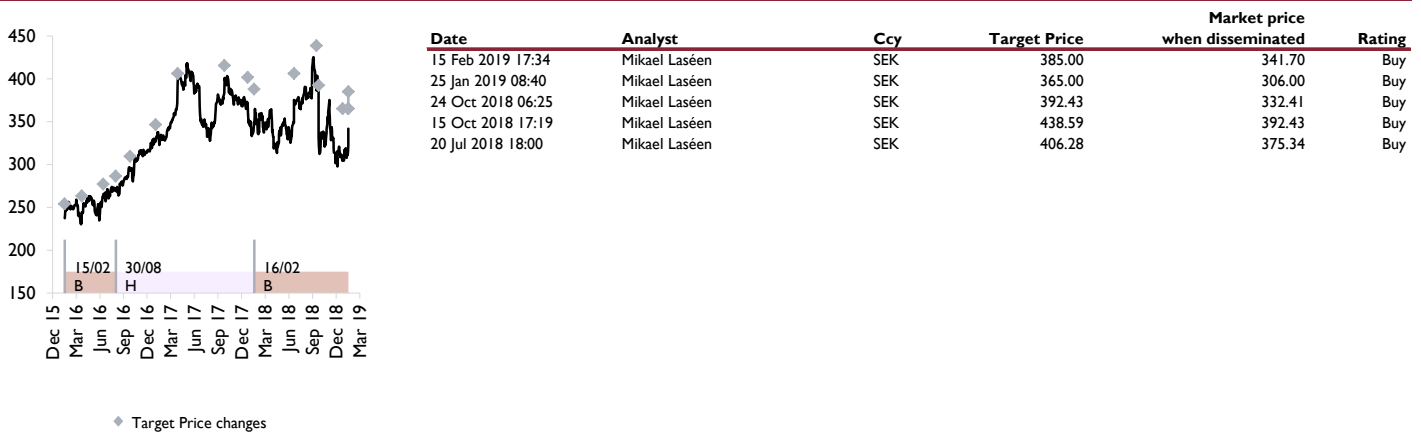 450
400
350
300
250
200
150
15/02
B
30/08
H
16/02
B
Dec 15
Mar 16
Jun 16
Sep 16
Dec 16
Mar 17
Jun 17
Sep 17
Dec 17
Mar 18
Jun 18
Sep 18
Dec 18
Mar 19
Target Price changes
Market price
Date Analyst Ccy Target Price when disseminated Rating
15 Feb 2019 17:34 Mikael Laséen SEK 385.00 341.70 Buy
25 Jan 2019 08:40 Mikael Laséen SEK 365.00 306.00 Buy
24 Oct 2018 06:25 Mikael Laséen SEK 392.43 332.41 Buy
15 Oct 2018 17:19 Mikael Laséen SEK 438.59 392.43 Buy
20 Jul 2018 18:00 Mikael Laséen SEK 406.28 375.34 Buy